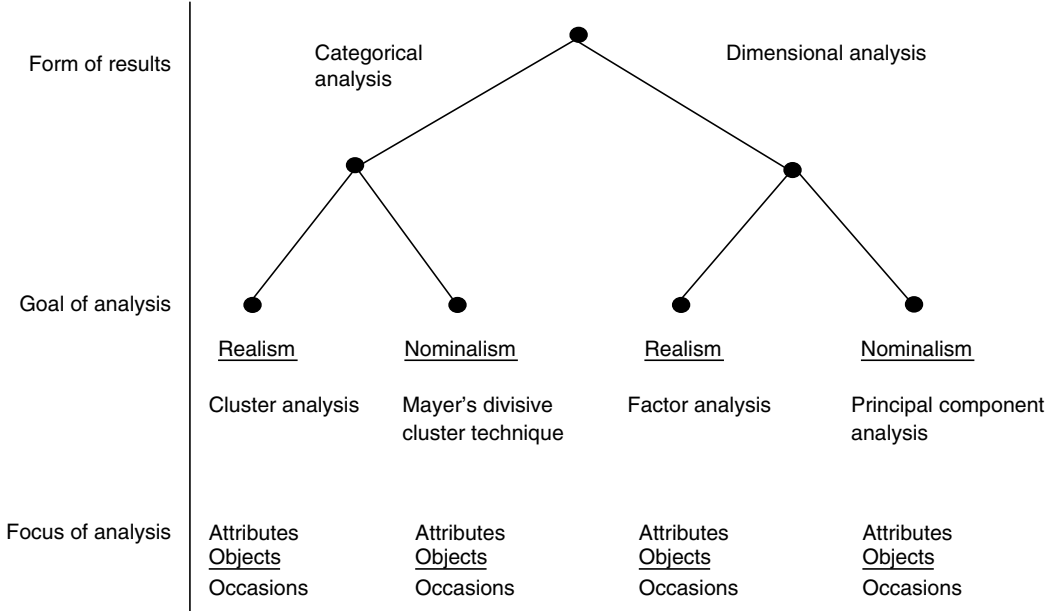 Form of results
Categorical
analysis
Dimensional analysis
Goal of analysis
Realism
Nominalism
Realism
Nominalism
Cluster analysis
Mayer's divisive
cluster technique
Factor analysis
Principal component
analysis
Focus of analysis
Attributes
Objects
Occasions
Attributes
Objects
Occasions
Attributes
Objects
Occasions
Attributes
Objects
Occasions